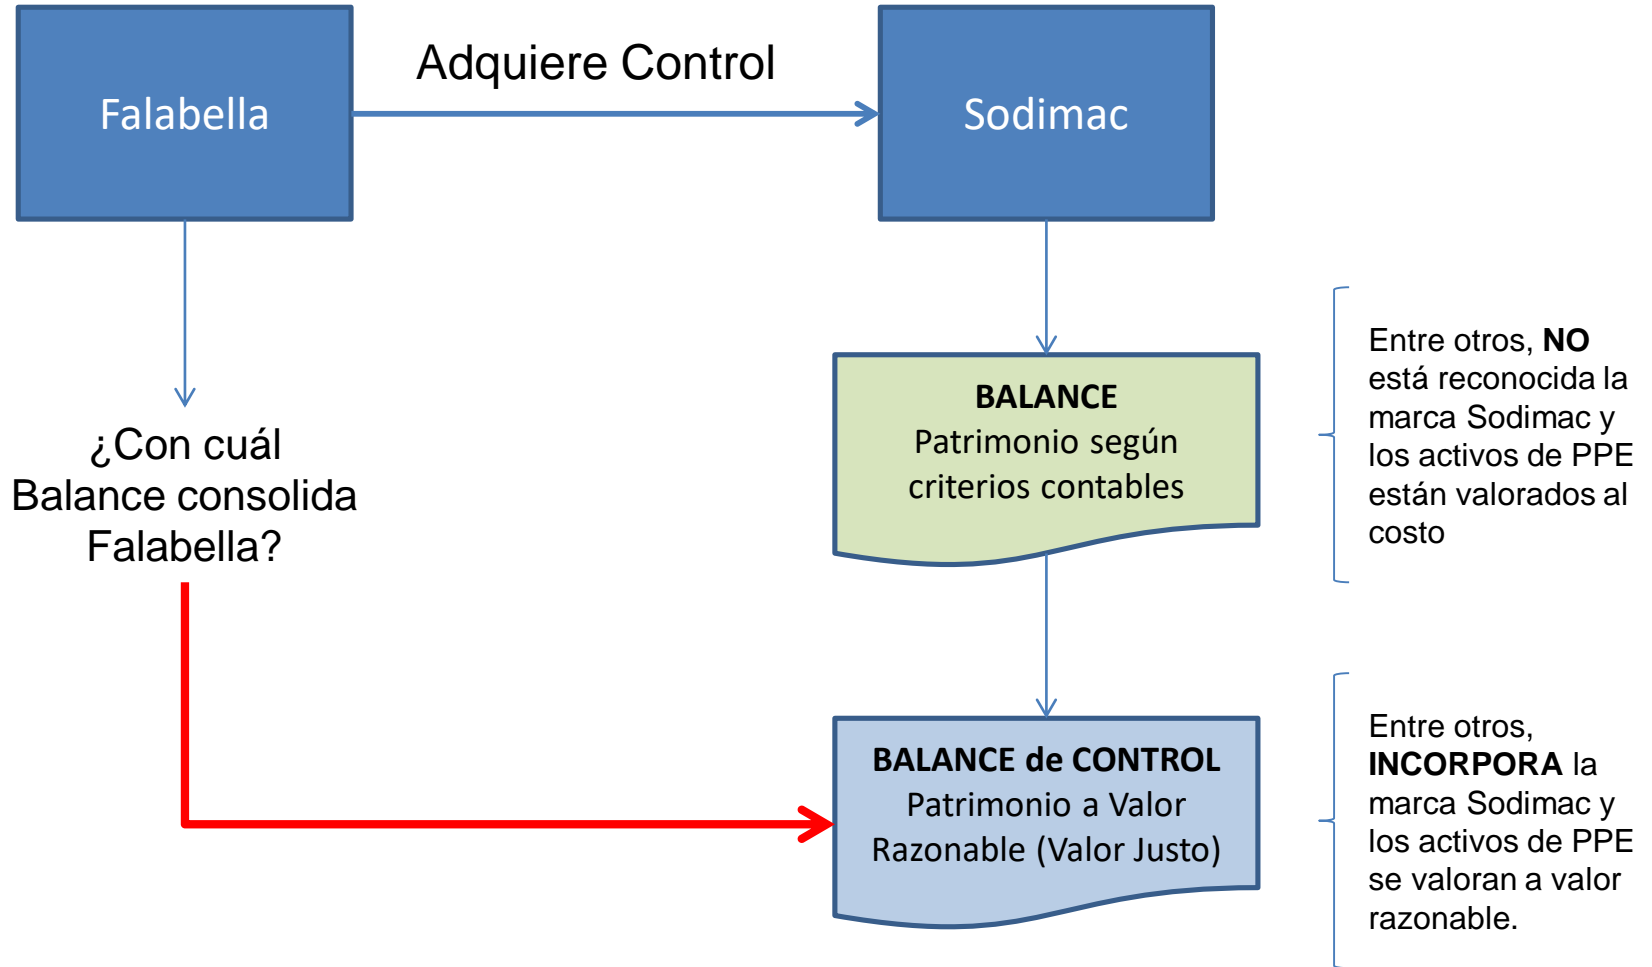 Falabella
Adquiere Control
Sodimac
¿Con cuál
Balance consolida
Falabella?
BALANCE
Patrimonio según
criterios contables
Entre otros, NO
está reconocida la
marca Sodimac y
los activos de PPE
están valorados al
costo
BALANCE de CONTROL
Patrimonio a Valor
Razonable (Valor Justo)
Entre otros,
INCORPORA la
marca Sodimac y
los activos de PPE
se valoran a valor
razonable.